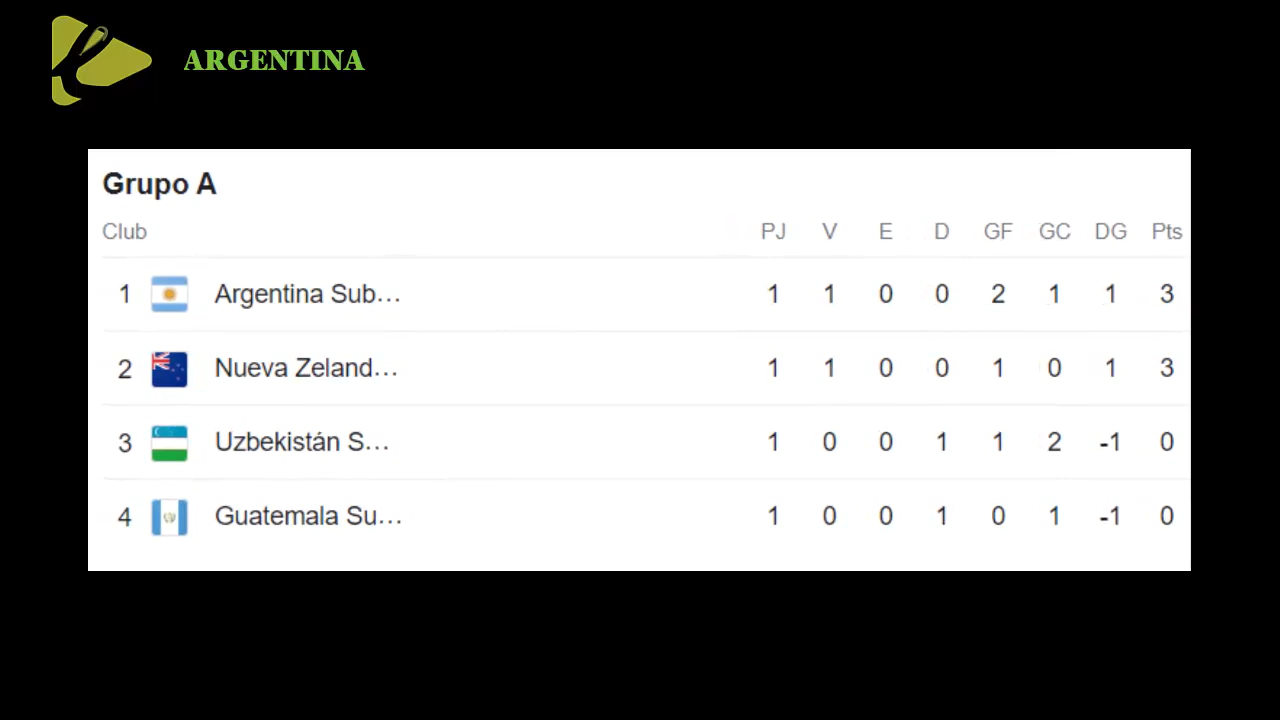 ARGENTINA
Grupo A
Club PJ V E D GF GC DG Pts
1 Argentina Sub... 1 1 0 0 2 1 1 3
2 Nueva Zeland... 1 1 0 0 1 0 1 3
3 Uzbekistán S... 1 0 0 1 1 2 -1 0
4 Guatemala Su... 1 0 0 1 0 1 -1 0